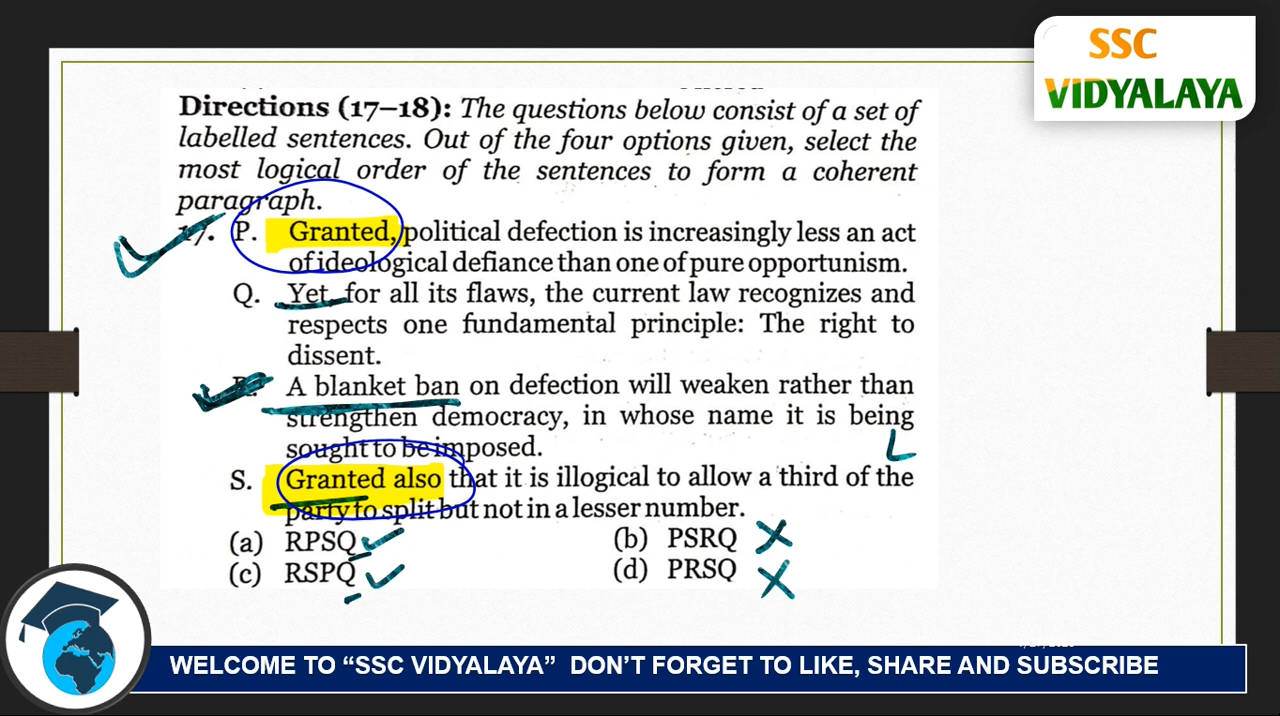 SSC
VIDYALAYA
Directions (17–18): The questions below consist of a set of
labelled sentences. Out of the four options given, select the
most logical order of the sentences to form a coherent
paragraph.
17. P. Granted, political defection is increasingly less an act
of ideological defiance than one of pure opportunism.
Q. Yet, for all its flaws, the current law recognizes and
respects one fundamental principle: The right to
dissent.
R. A blanket ban on defection will weaken rather than
strengthen democracy, in whose name it is being
sought to be imposed.
S. Granted also that it is illogical to allow a third of the
party to split but not in a lesser number.
(a) RPSQ (b) PSRQ
(c) RSPQ (d) PRSQ
WELCOME TO “SSC VIDYALAYA” DON’T FORGET TO LIKE, SHARE AND SUBSCRIBE